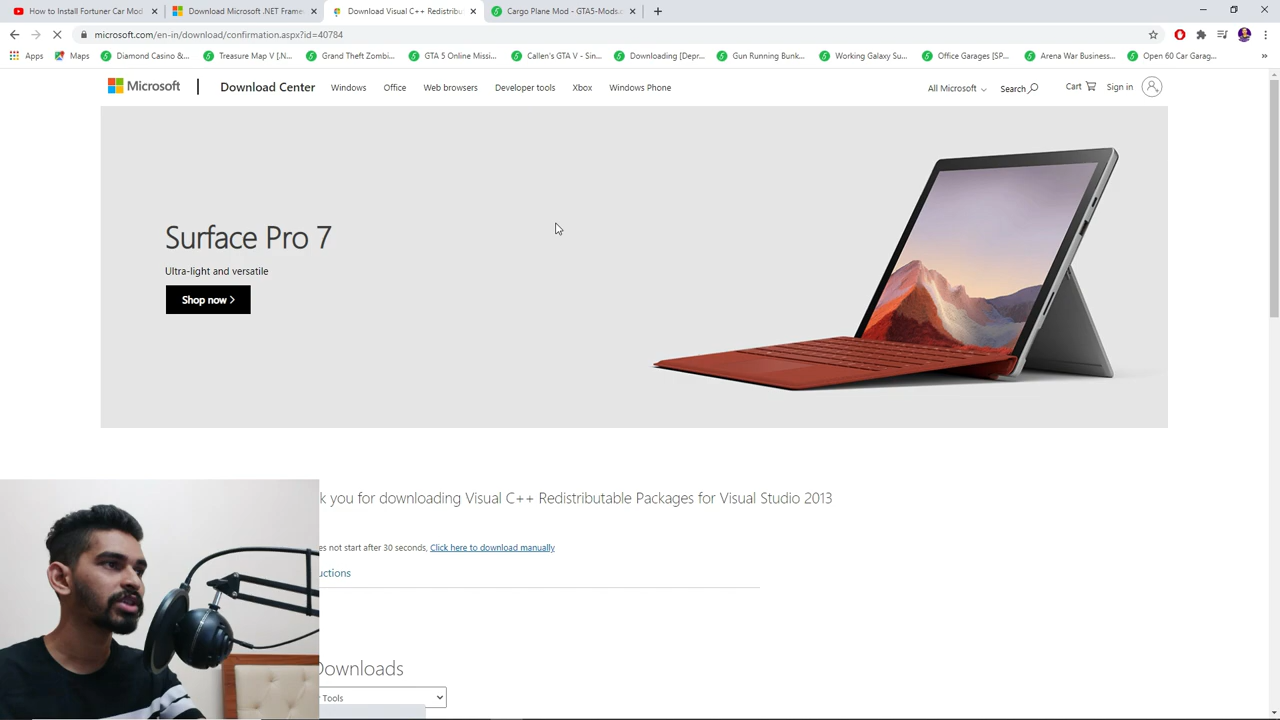 How to Install Fortuner Car Mod
Download Microsoft .NET Frame
Download Visual C++ Redistribu
Cargo Plane Mod - GTA5-Mods.c
microsoft.com/en-in/download/confirmation.aspx?id=40784
Apps
Maps
Diamond Casino &...
Treasure Map V [.N...
Grand Theft Zombi...
GTA 5 Online Missi...
Callen's GTA V - Sin...
Downloading [Depr...
Gun Running Bunk...
Working Galaxy Su...
Office Garages [SP...
Arena War Business...
Open 60 Car Garag...
»
Microsoft
Download Center
Windows
Office
Web browsers
Developer tools
Xbox
Windows Phone
All Microsoft
Search
Cart
Sign in
Surface Pro 7
Ultra-light and versatile
Shop now >
k you for downloading Visual C++ Redistributable Packages for Visual Studio 2013
es not start after 30 seconds, Click here to download manually
uctions
Downloads
Tools